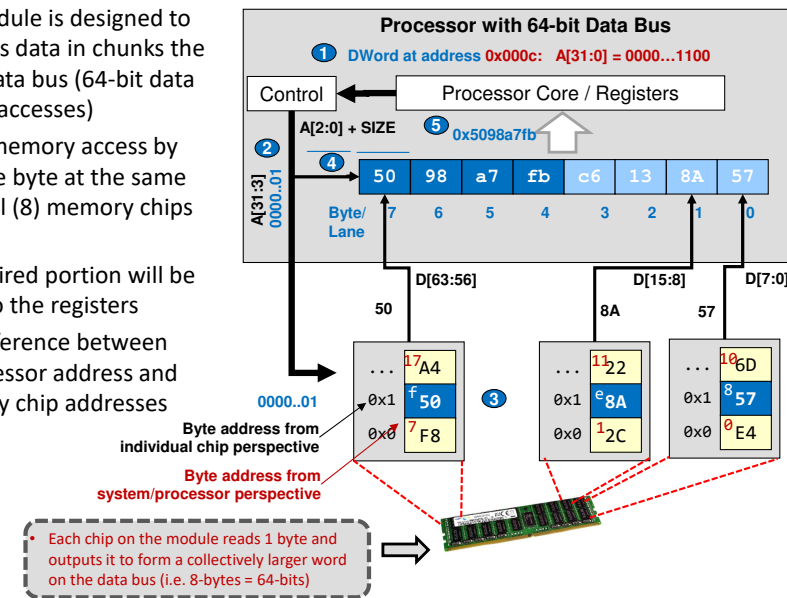 dule is designed to
s data in chunks the
ata bus (64-bit data
accesses)
memory access by
e byte at the same
l (8) memory chips
ired portion will be
o the registers
ference between
essor address and
y chip addresses
Processor with 64-bit Data Bus
1 DWord at address 0x000c: A[31:0] = 0000…1100
Control
Processor Core / Registers
A[2:0] + SIZE
5 0x5098a7fb
2
4
A[31:3]
0000..01
50 98 a7 fb c6 13 8A 57
Byte/ 7 6 5 4 3 2 1 0
Lane
D[63:56] D[15:8] D[7:0]
50 8A 57
... 17 A4
0x1 f 50
0x0 7 F8
3
... 11 22
0x1 e 8A
0x0 1 2C
... 10 6D
0x1 8 57
0x0 0 E4
0000..01
Byte address from
individual chip perspective
Byte address from
system/processor perspective
• Each chip on the module reads 1 byte and
outputs it to form a collectively larger word
on the data bus (i.e. 8-bytes = 64-bits)